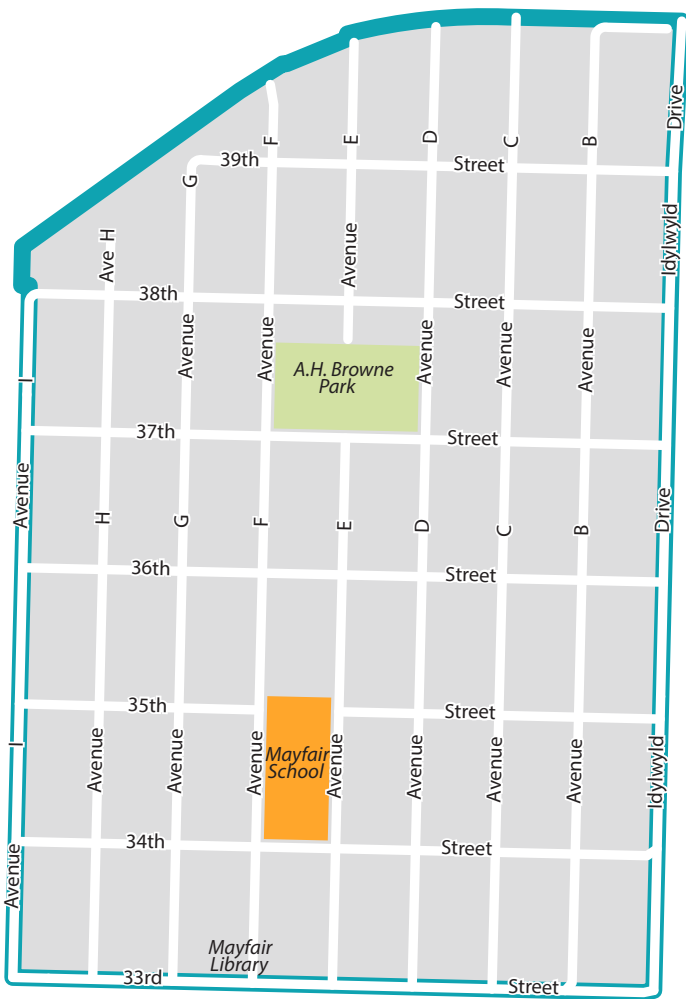 Drive
F
E
D
C
B
39th
Street
G
Idylwyld
Ave H
Avenue
38th
Street
Avenue
Avenue
Avenue
Avenue
Avenue
A.H. Browne
Park
I
37th
Street
Avenue
H
G
F
E
D
C
B
Drive
36th
Street
35th
Street
I
Avenue
Avenue
Avenue
Mayfair
School
Avenue
Avenue
Avenue
Avenue
Idylwyld
34th
Street
Avenue
Mayfair
Library
33rd
Street